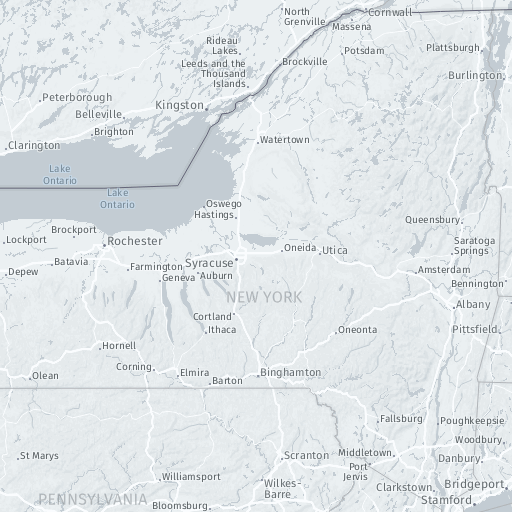 North
Grenville
Cornwall
Massena
Rideau
Lakes
Potsdam
Plattsburgh
Leeds and the
Thousand
Islands
Brockville
Burlington
Peterborough
Kingston
Belleville
Brighton
Clarington
Watertown
Lake
Ontario
Lake
Ontario
Oswego
Hastings
Queensbury
Brockport
Lockport
Rochester
Saratoga
Springs
Oneida
Utica
Batavia
Depew
Farmington
Syracuse
Amsterdam
Geneva
Auburn
Bennington
NEW YORK
Albany
Cortland
Ithaca
Oneonta
Pittsfield
Hornell
Corning
Elmira
Barton
Binghamton
Olean
Fallsburg
Poughkeepsie
Woodbury
St Marys
Scranton
Middletown
Port
Jervis
Danbury
Williamsport
Wilkes-
Barre
Clarkstown
Bridgeport
Stamford
PENNSYLVANIA
Bloomsburg